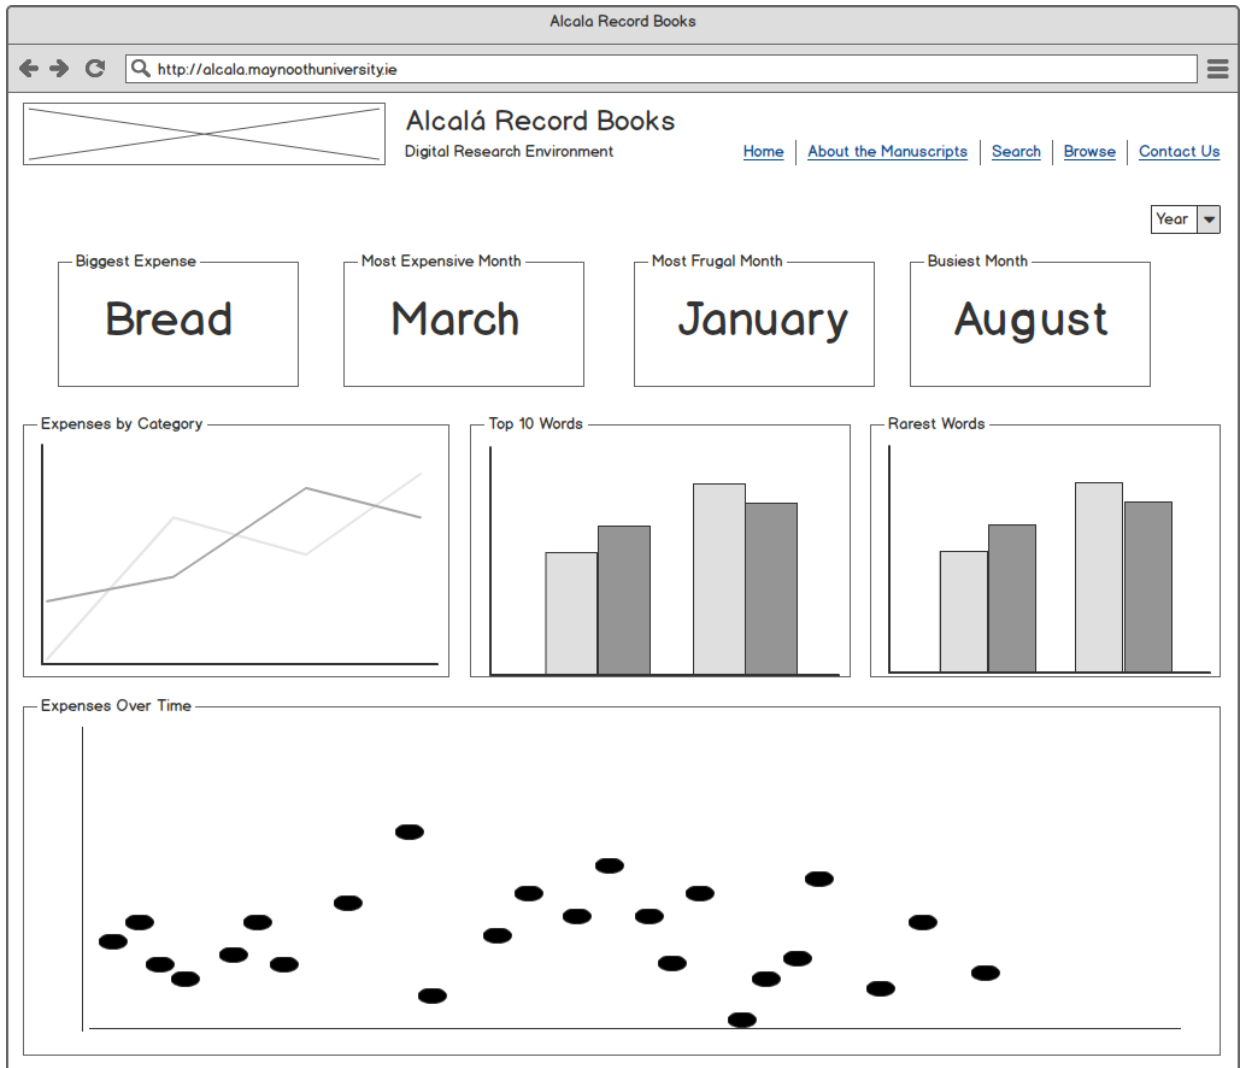 Alcala Record Books
http://alcala.maynoothuniversity.ie
Alcalá Record Books
Digital Research Environment
Home About the Manuscripts Search Browse Contact Us
Year
Biggest Expense
Bread
Most Expensive Month
March
Most Frugal Month
January
Busiest Month
August
Expenses by Category
Top 10 Words
Rarest Words
Expenses Over Time